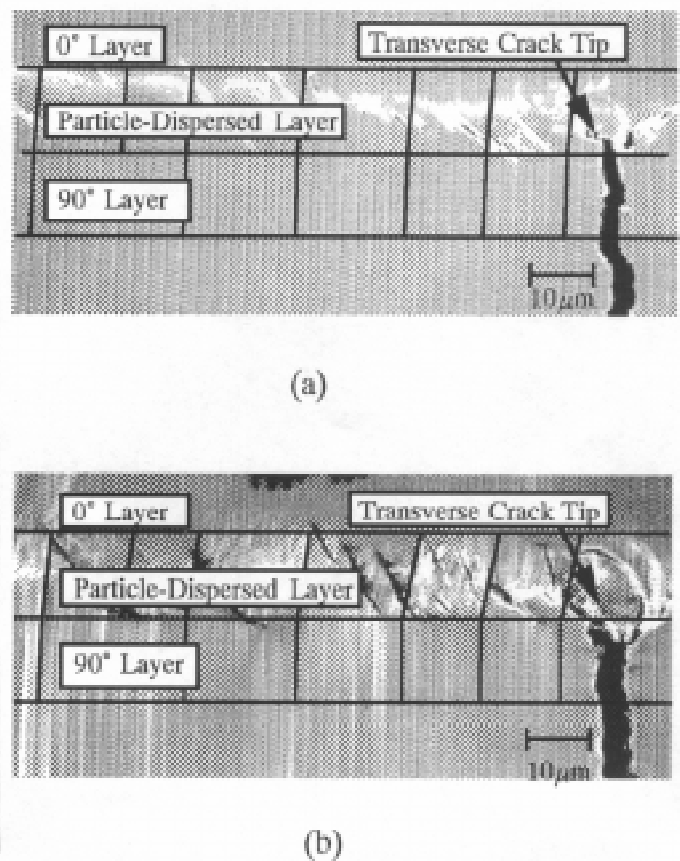 0° Layer
Transverse Crack Tip
Particle-Dispersed Layer
90° Layer
10μm
(a)
0° Layer
Transverse Crack Tip
Particle-Dispersed Layer
90° Layer
10μm
(b)